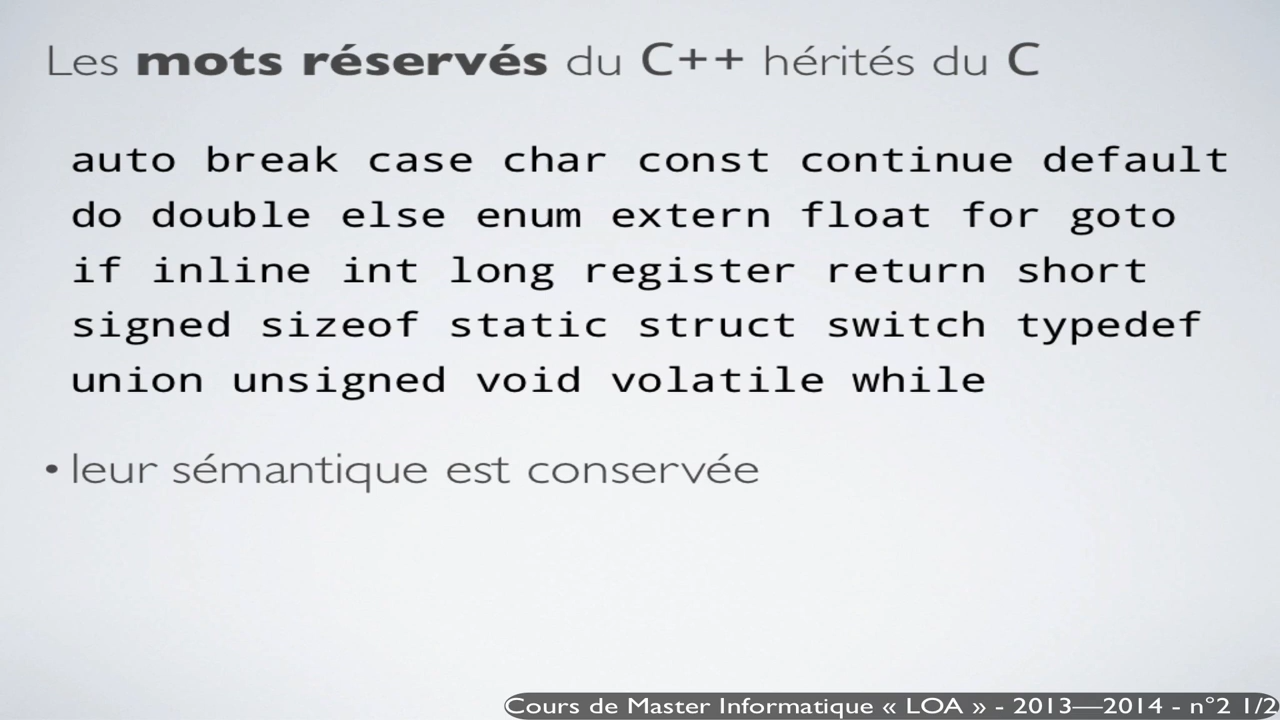 Les mots réservés du C++ hérités du C
auto break case char const continue default
do double else enum extern float for goto
if inline int long register return short
signed sizeof static struct switch typedef
union unsigned void volatile while
• leur sémantique est conservée
Cours de Master Informatique « LOA » - 2013—2014 - n°2 1/2